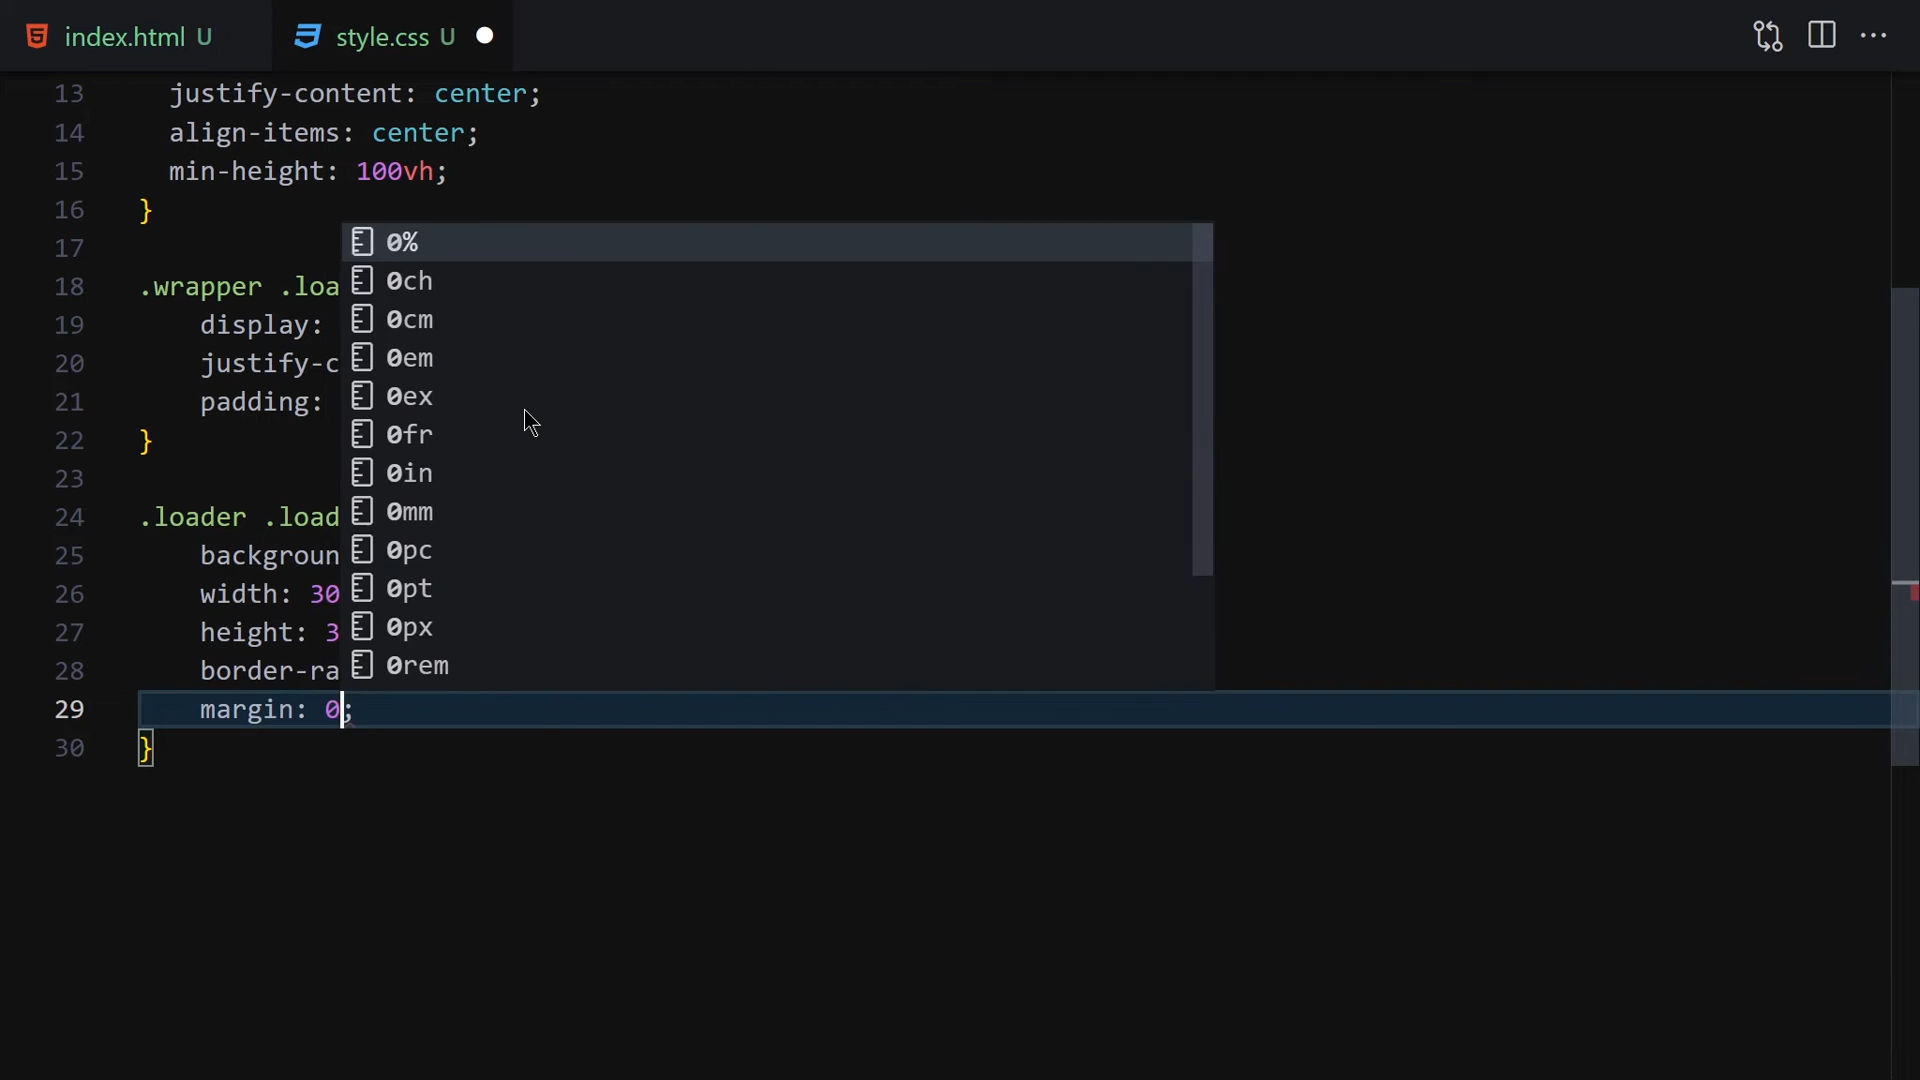 index.html U
style.css U
13 justify-content: center;
14 align-items: center;
15 min-height: 100vh;
16 }
17
18 .wrapper .loa
19 display:
20 justify-c
21 padding:
22 }
23
24 .loader .load
25 backgroun
26 width: 30
27 height: 3
28 border-ra
29 margin: 0;
30 }
0%
0ch
0cm
0em
0ex
0fr
0in
0mm
0pc
0pt
0px
0rem